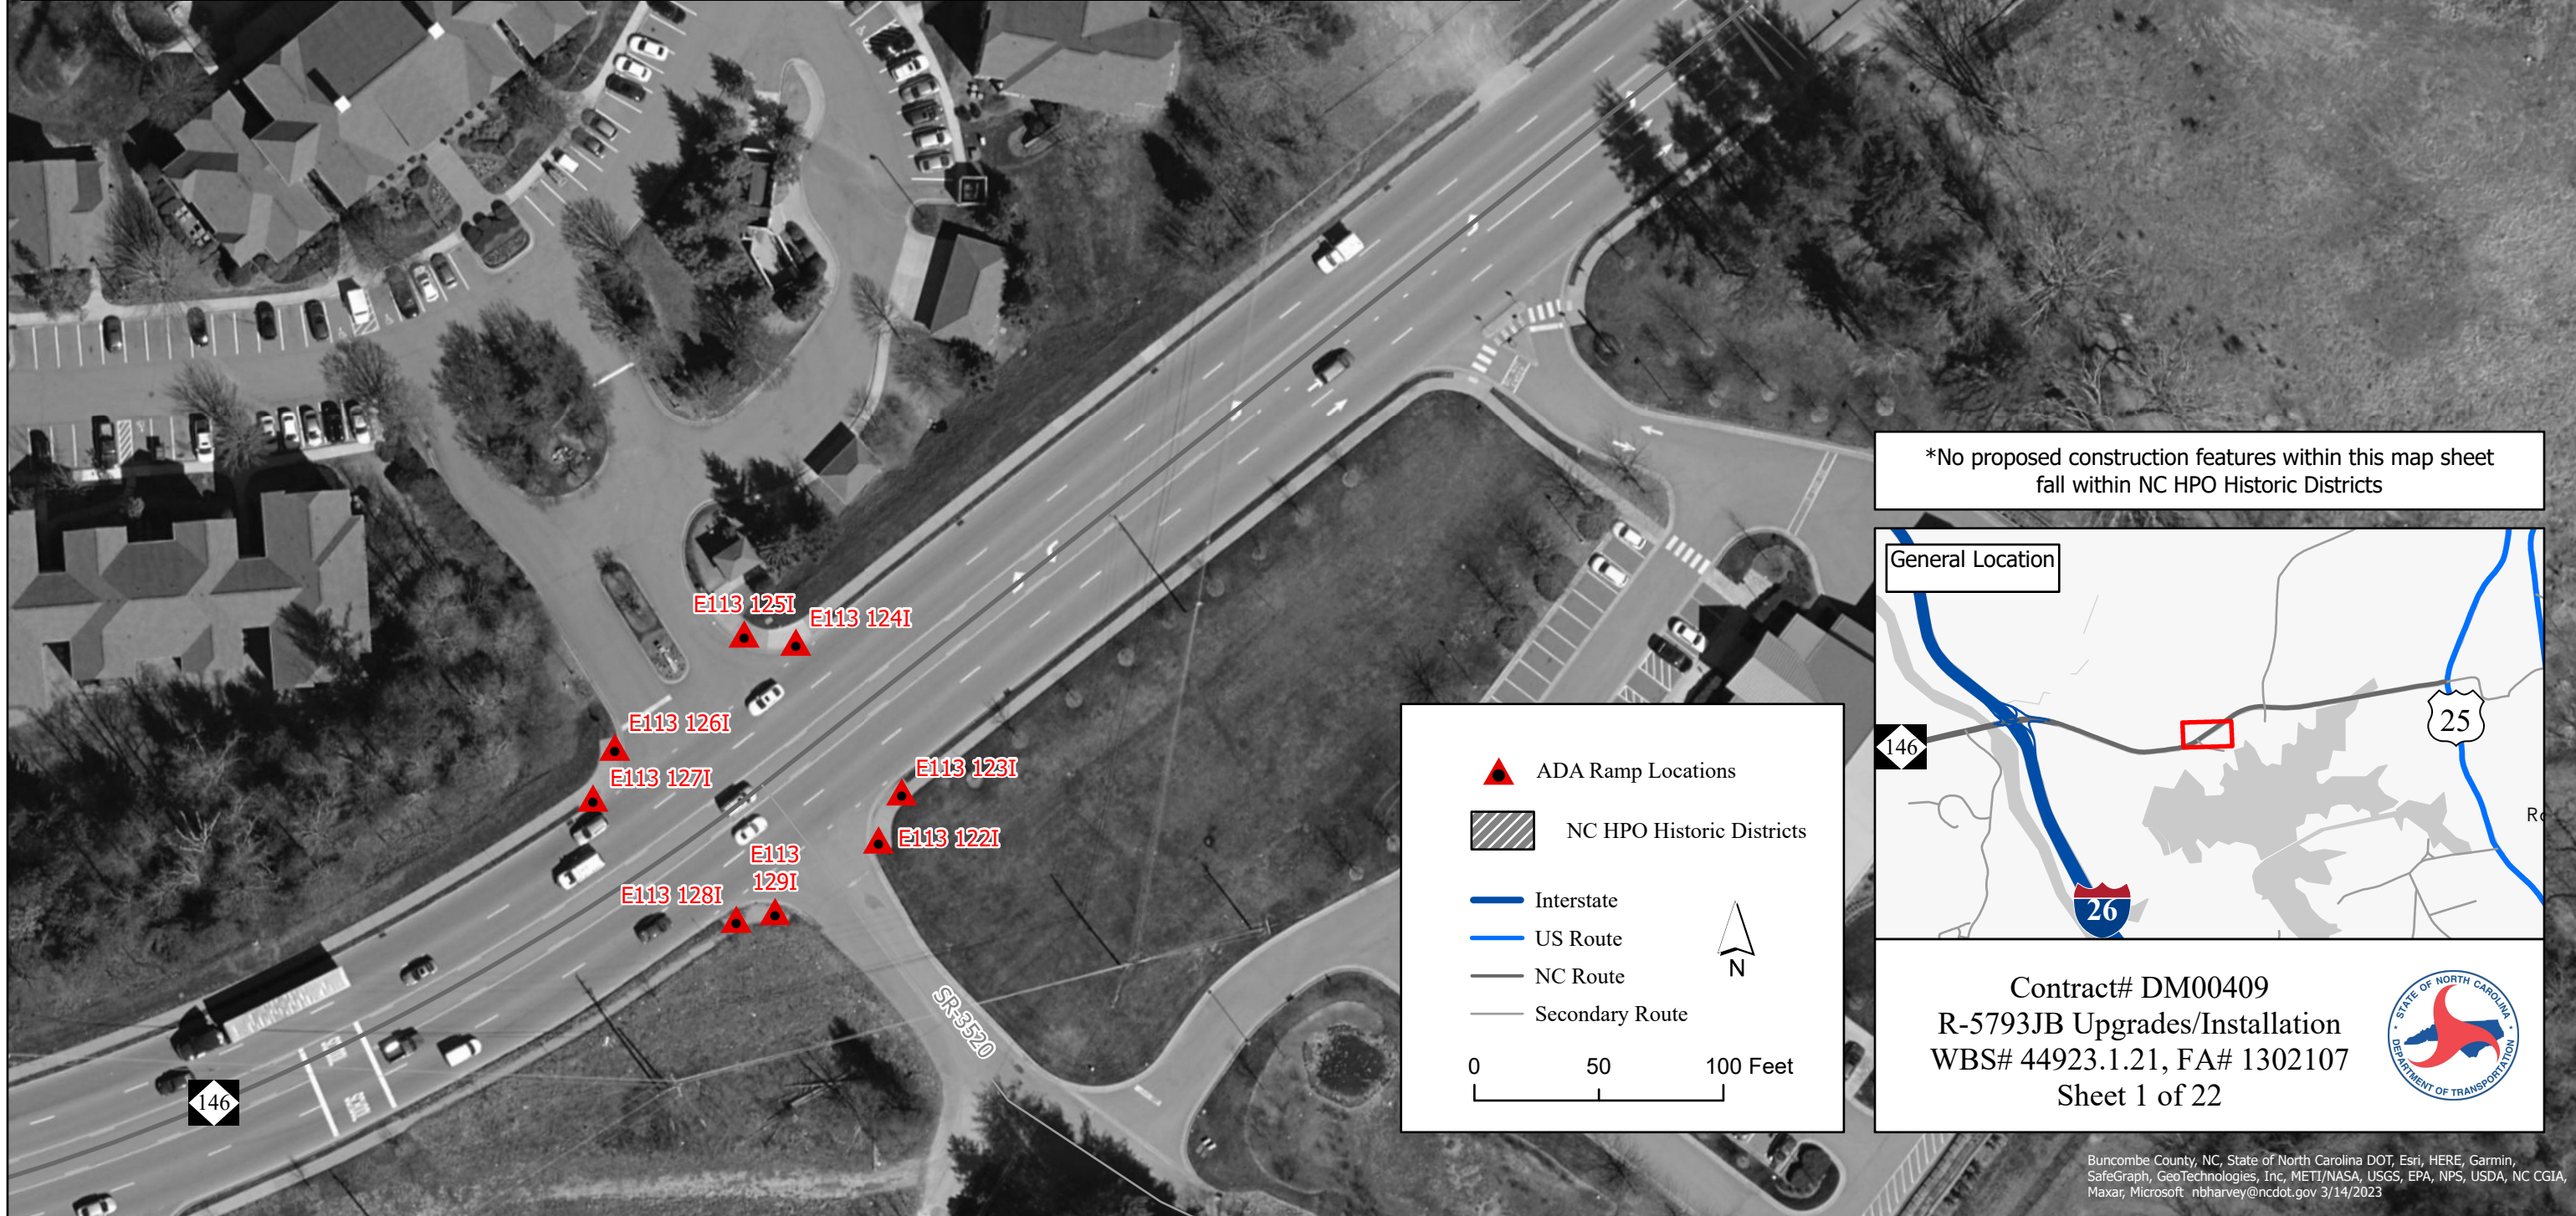 E113 125I
E113 124I
E113 126I
E113 127I
E113 123I
E113 122I
E113
129I
E113 128I
SR-3520
146
*No proposed construction features within this map sheet
fall within NC HPO Historic Districts
General Location
146
25
26
Ro
ADA Ramp Locations
NC HPO Historic Districts
Interstate
US Route
NC Route
Secondary Route
N
0 50 100 Feet
Contract# DM00409
R-5793JB Upgrades/Installation
WBS# 44923.1.21, FA# 1302107
Sheet 1 of 22
STATE OF NORTH CAROLINA
DEPARTMENT OF TRANSPORTATION
Buncombe County, NC, State of North Carolina DOT, Esri, HERE, Garmin,
SafeGraph, GeoTechnologies, Inc, METI/NASA, USGS, EPA, NPS, USDA, NC CGIA,
Maxar, Microsoft nbharvey@ncdot.gov 3/14/2023